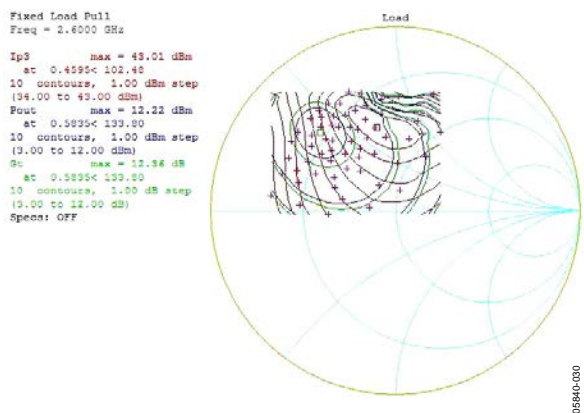 Fixed Load Pull
Freq = 2.6000 GHz
Load
Ip3 max = 43.01 dBm
at 0.4595< 102.48
10 contours, 1.00 dBm step
(34.00 to 43.00 dBm)
Pout max = 12.22 dBm
at 0.5835< 133.80
10 contours, 1.00 dBm step
(3.00 to 12.00 dBm)
Gt max = 12.36 dB
at 0.5835< 133.80
10 contours, 1.00 dB step
(3.00 to 12.00 dB)
Specs: OFF
05840-030